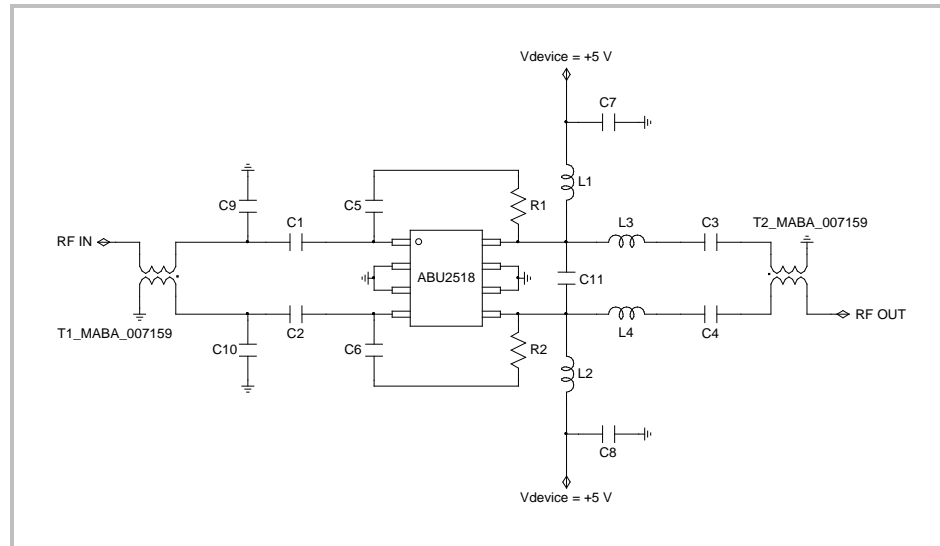 Vdevice = +5 V
C7
L1
C9
C5
R1
C1
L3
C3
T2_MABA_007159
RF IN
ABU2518
C11
RF OUT
T1_MABA_007159
C2
L4
C4
C10
C6
R2
L2
C8
Vdevice = +5 V